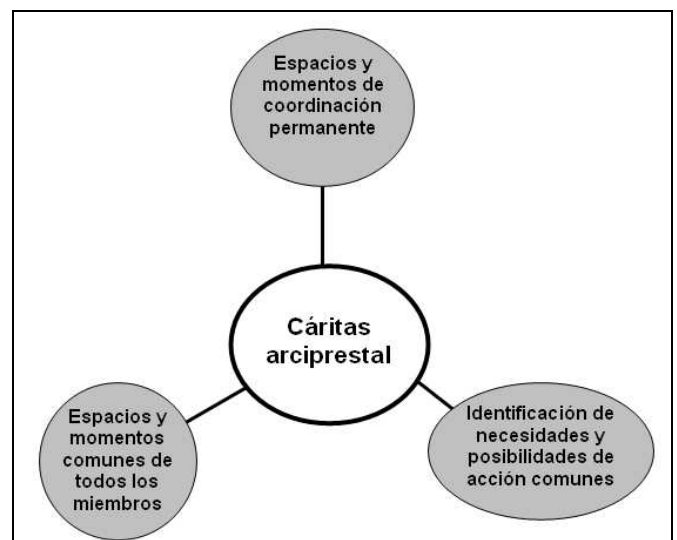 Espacios y
momentos de
coordinación
permanente
Cáritas
arciprestal
Espacios y
momentos
comunes de
todos los
miembros
Identificación de
necesidades y
posibilidades de
acción comunes